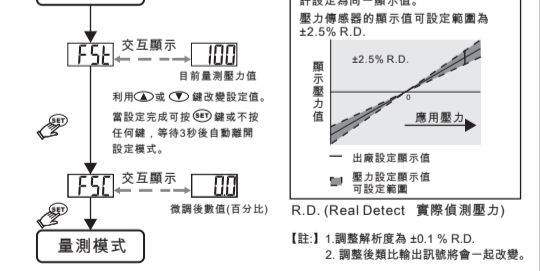 FSt
交互顯示
100
目前量測壓力值
利用 或 鍵改變設定值。
當設定完成可按 SET 鍵或不按
任何鍵，等待3秒後自動離開
設定模式。
SET
FSC
交互顯示
0.0
微調後數值(百分比)
SET
量測模式
許設定為同一顯示值。
壓力傳感器的顯示值可設定範圍為
±2.5% R.D.
顯示壓力值
±2.5% R.D.
0
應用壓力
出廠設定顯示值
壓力設定顯示值
可設定範圍
R.D. (Real Detect 實際偵測壓力)
【註:】1.調整解析度為 ±0.1 % R.D.
2. 調整後類比輸出訊號將會一起改變。